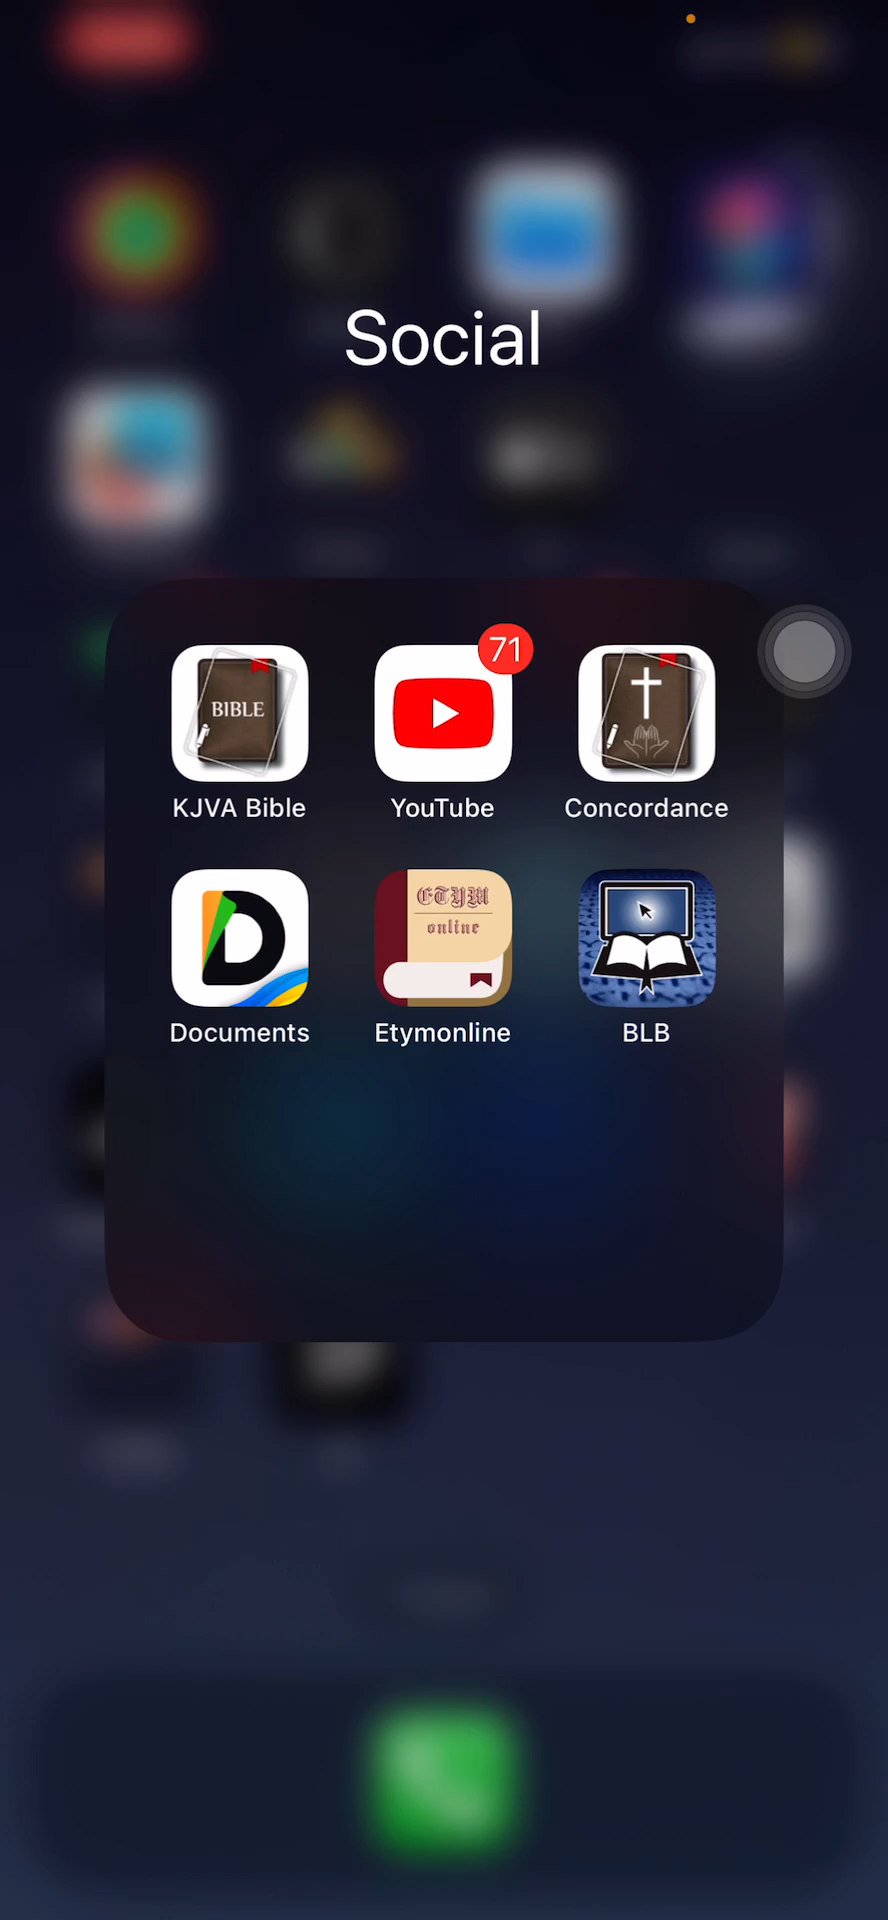 Social
71
BIBLE
KJVA Bible
YouTube
Concordance
ETYM
online
Documents
Etymonline
BLB